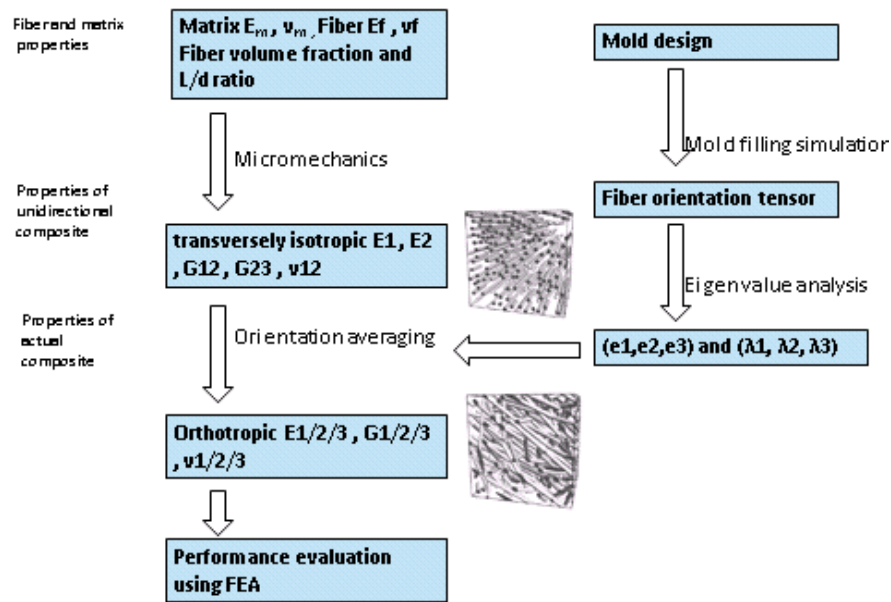 Fiber and matrix
properties
Matrix Eₘ, νₘ, Fiber Ef, vf
Fiber volume fraction and
L/d ratio
Mold design
Micromechanics
Mold filling simulation
Properties of
unidirectional
composite
transversely isotropic E1, E2
, G12, G23, v12
Fiber orientation tensor
Eigen value analysis
Properties of
actual
composite
Orientation averaging
(e1,e2,e3) and (λ1, λ2, λ3)
Orthotropic E1/2/3, G1/2/3
, v1/2/3
Performance evaluation
using FEA